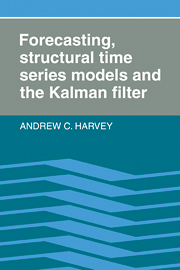 Forecasting,
structural time
series models and
the Kalman filter
ANDREW C. HARVEY